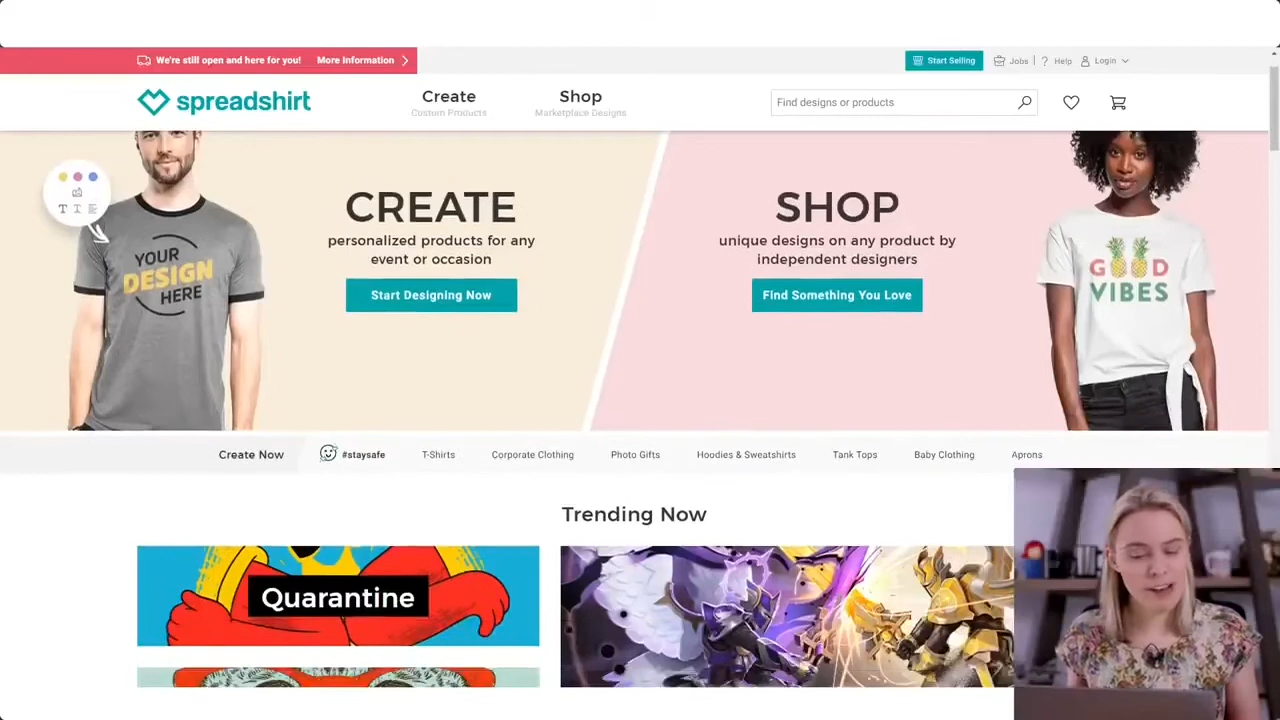 We're still open and here for you! More Information
Start Selling Jobs Help Login
spreadshirt
Create
Custom Products
Shop
Marketplace Designs
Find designs or products
YOUR
DESIGN
HERE
CREATE
personalized products for any
event or occasion
Start Designing Now
SHOP
unique designs on any product by
independent designers
Find Something You Love
GOOD
VIBES
Create Now #staysafe T-Shirts Corporate Clothing Photo Gifts Hoodies & Sweatshirts Tank Tops Baby Clothing Aprons
Trending Now
Quarantine